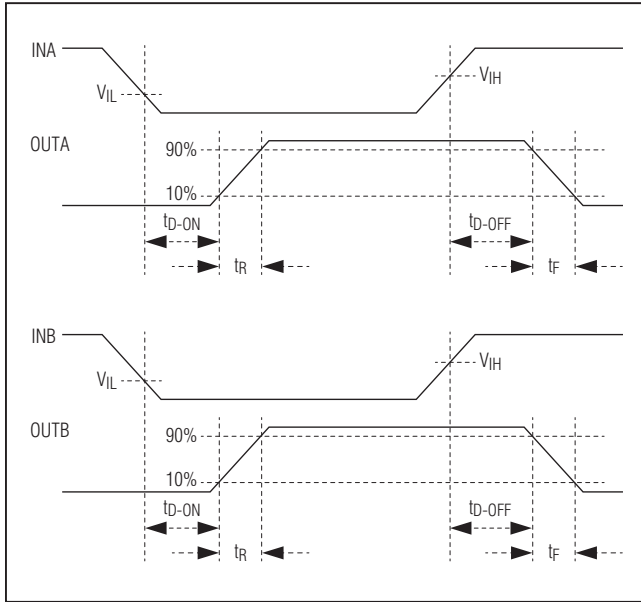 INA
VIL
VIH
OUTA
90%
10%
tD-ON
tD-OFF
tR
tF
INB
VIL
VIH
OUTB
90%
10%
tD-ON
tD-OFF
tR
tF